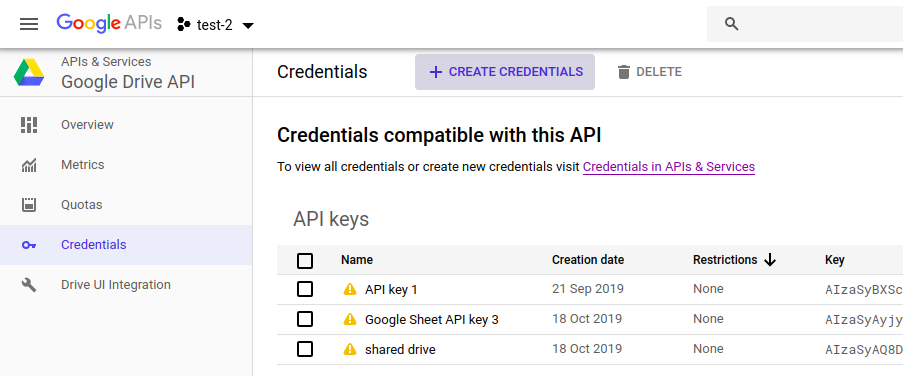 Google APIs test-2
APIs & Services
Google Drive API
Credentials CREATE CREDENTIALS DELETE
Overview
Metrics
Quotas
Credentials
Drive UI Integration
Credentials compatible with this API
To view all credentials or create new credentials visit Credentials in APIs & Services
API keys
Name Creation date Restrictions Key
API key 1 21 Sep 2019 None AIzaSyBXSc
Google Sheet API key 3 18 Oct 2019 None AIzaSyAyjy
shared drive 18 Oct 2019 None AIzaSyAQ8D